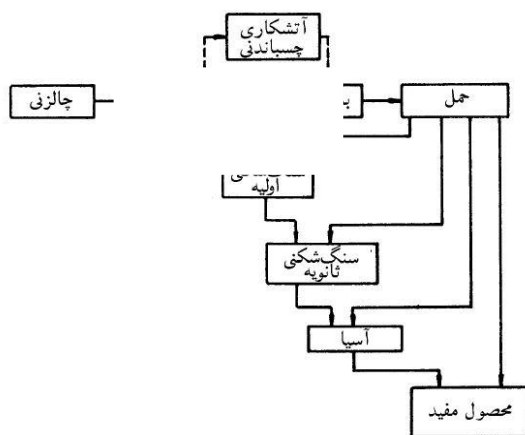 آتشکاری
چسباندنی
چالزنی
حمل
اولیه
سنگ‌شکنی
ثانویه
آسیا
محصول مفید